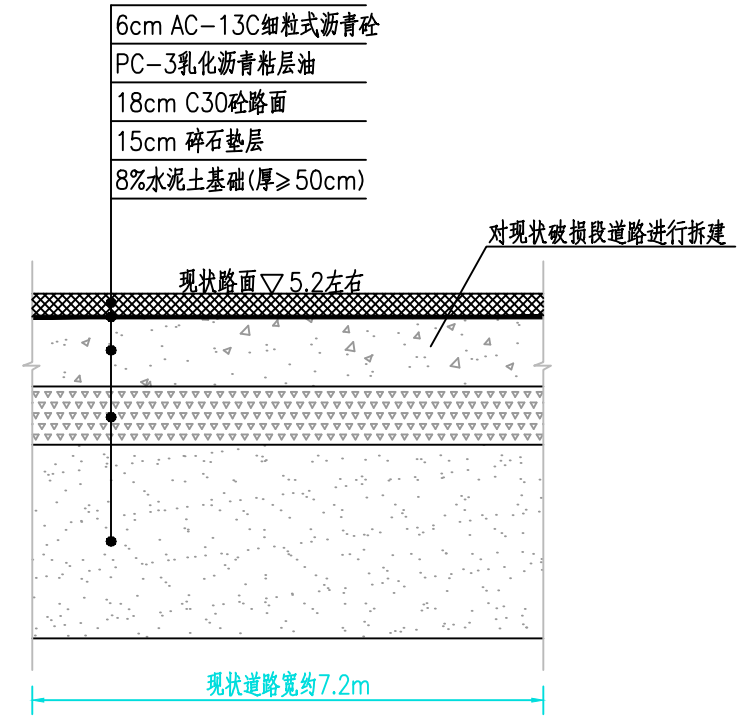 6cm AC-13C细粒式沥青砼
PC-3乳化沥青粘层油
18cm C30砼路面
15cm 碎石垫层
8%水泥土基础(厚≥50cm)
对现状破损段道路进行拆建
现状路面▽5.2左右
现状道路宽约7.2m